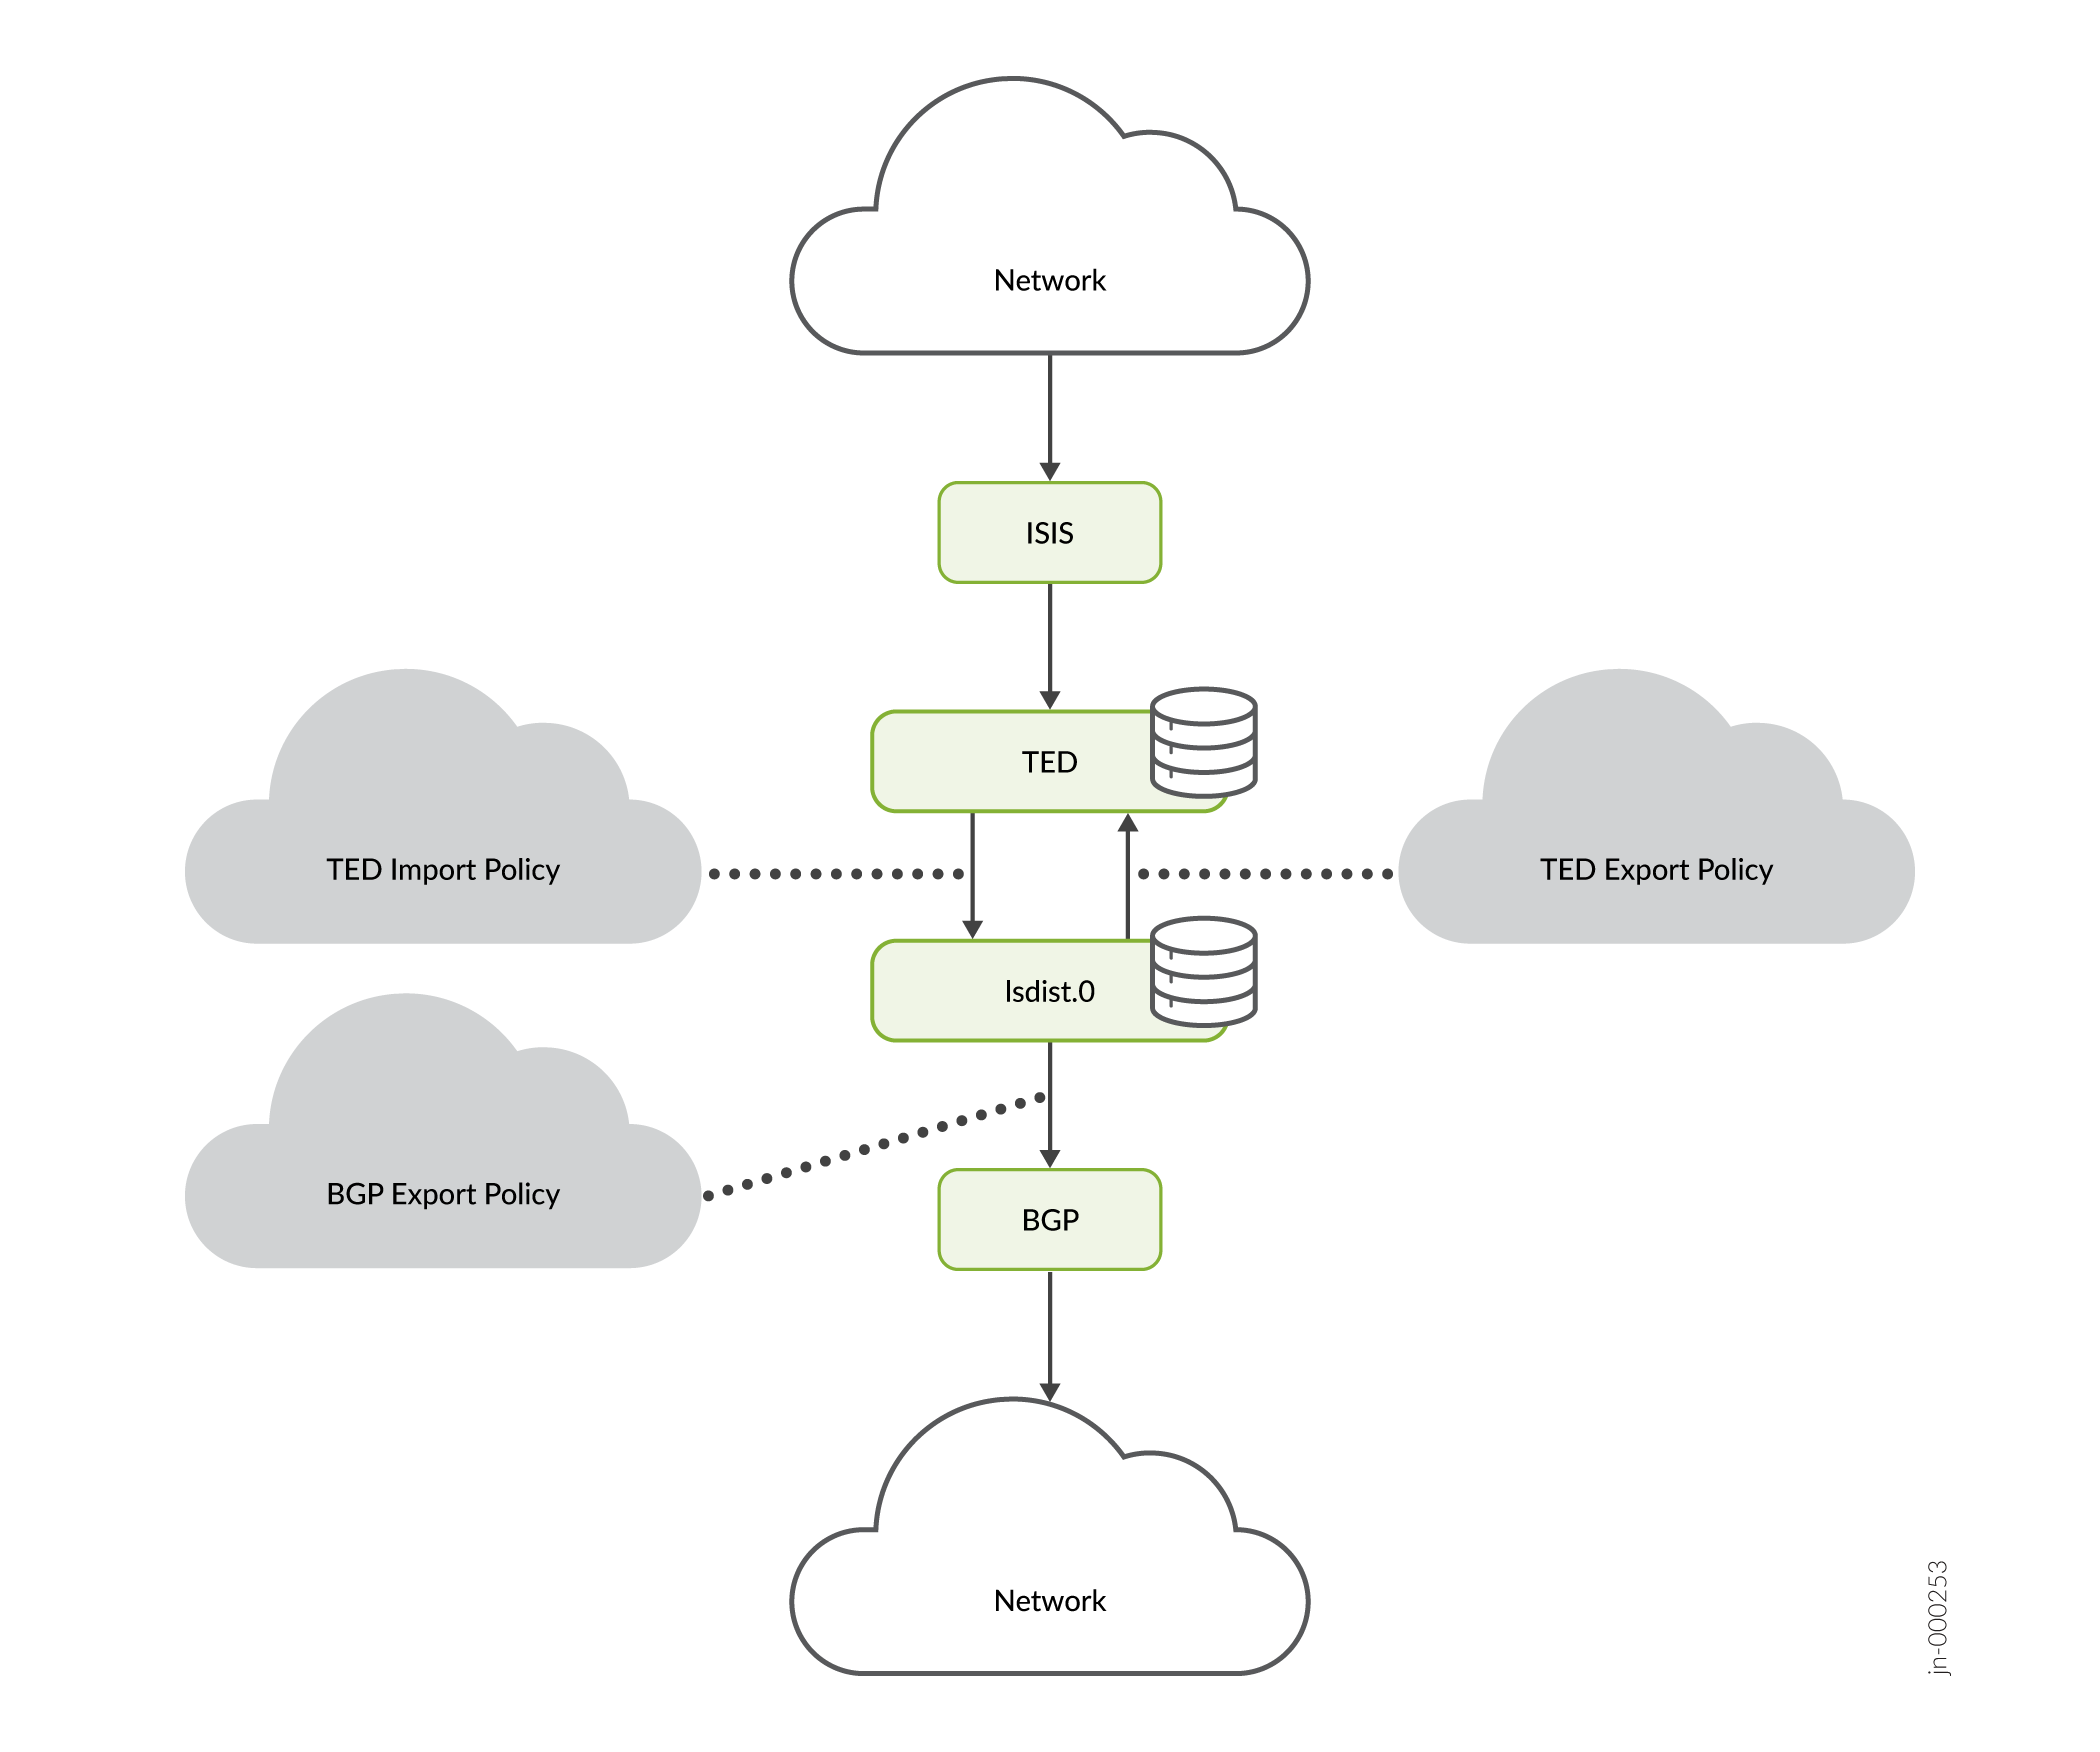 Network
ISIS
TED
TED Import Policy
TED Export Policy
lsdist.0
BGP Export Policy
BGP
Network
jn-000253